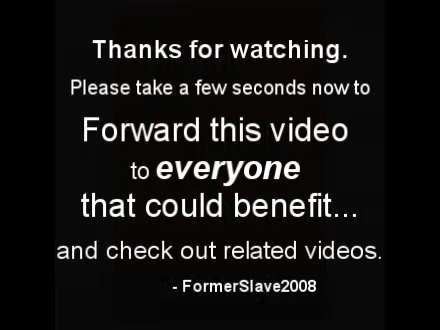 Thanks for watching.
Please take a few seconds now to
Forward this video
to everyone
that could benefit...
and check out related videos.
- FormerSlave2008